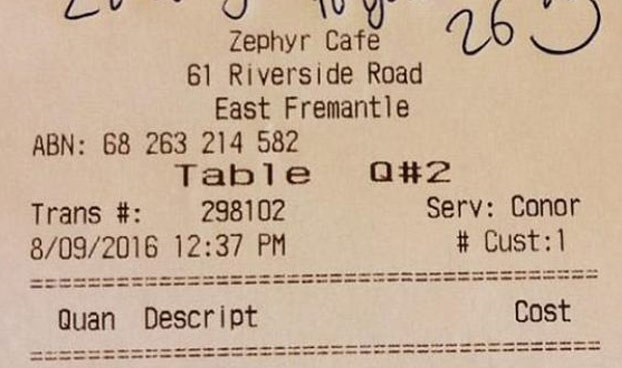 26
Zephyr Cafe
61 Riverside Road
East Fremantle
ABN: 68 263 214 582
Table Q#2
Trans #: 298102 Serv: Conor
8/09/2016 12:37 PM # Cust:1
Quan Descript Cost